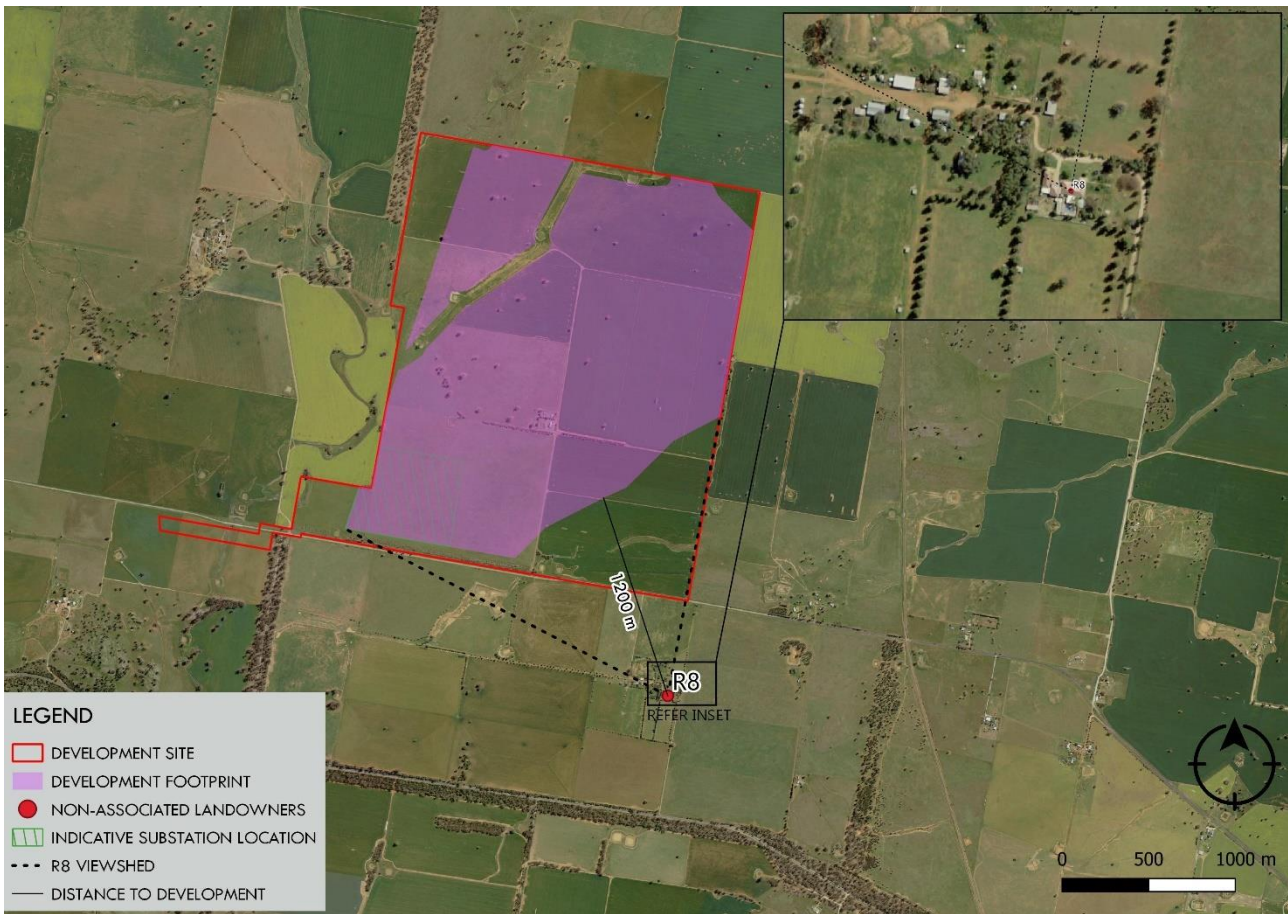 R8
1200 m
R8
REFER INSET
LEGEND
DEVELOPMENT SITE
DEVELOPMENT FOOTPRINT
NON-ASSOCIATED LANDOWNERS
INDICATIVE SUBSTATION LOCATION
R8 VIEWSHED
DISTANCE TO DEVELOPMENT
0 500 1000 m